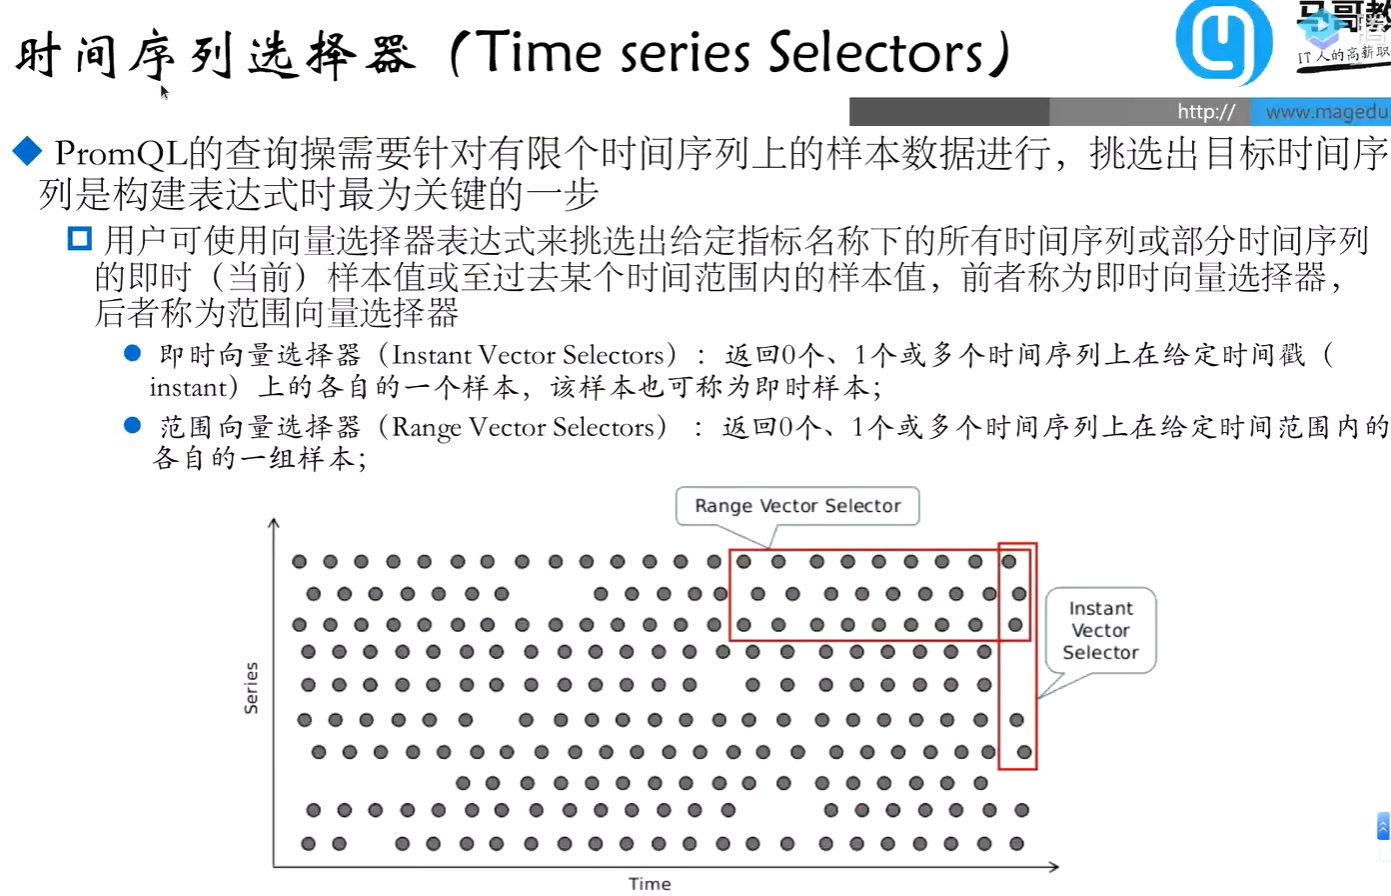 时间序列选择器（Time series Selectors）
IT人的高薪职
http://
www.magedu.
PromQL的查询操需要针对有限个时间序列上的样本数据进行，挑选出目标时间序
列是构建表达式时最为关键的一步
用户可使用向量选择器表达式来挑选出给定指标名称下的所有时间序列或部分时间序列
的即时（当前）样本值或至过去某个时间范围内的样本值，前者称为即时向量选择器，
后者称为范围向量选择器
即时向量选择器（Instant Vector Selectors）：返回0个、1个或多个时间序列上在给定时间戳（
instant）上的各自的一个样本，该样本也可称为即时样本；
范围向量选择器（Range Vector Selectors）：返回0个、1个或多个时间序列上在给定时间范围内的
各自的一组样本；
Range Vector Selector
Instant
Vector
Selector
Series
Time